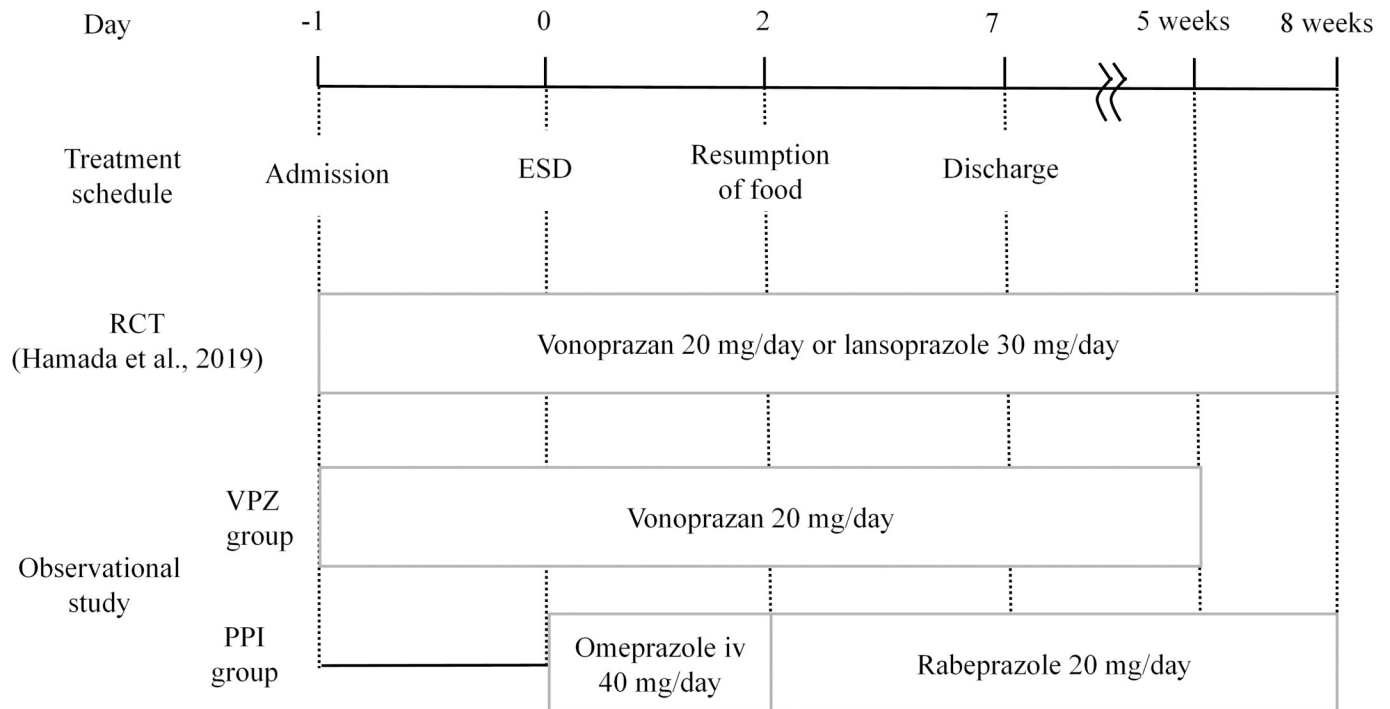 Day -1 0 2 7 5 weeks 8 weeks
Treatment
schedule
Admission
ESD
Resumption
of food
Discharge
RCT
(Hamada et al., 2019)
Vonoprazan 20 mg/day or lansoprazole 30 mg/day
Observational
study
VPZ
group
Vonoprazan 20 mg/day
PPI
group
Omeprazole iv
40 mg/day
Rabeprazole 20 mg/day